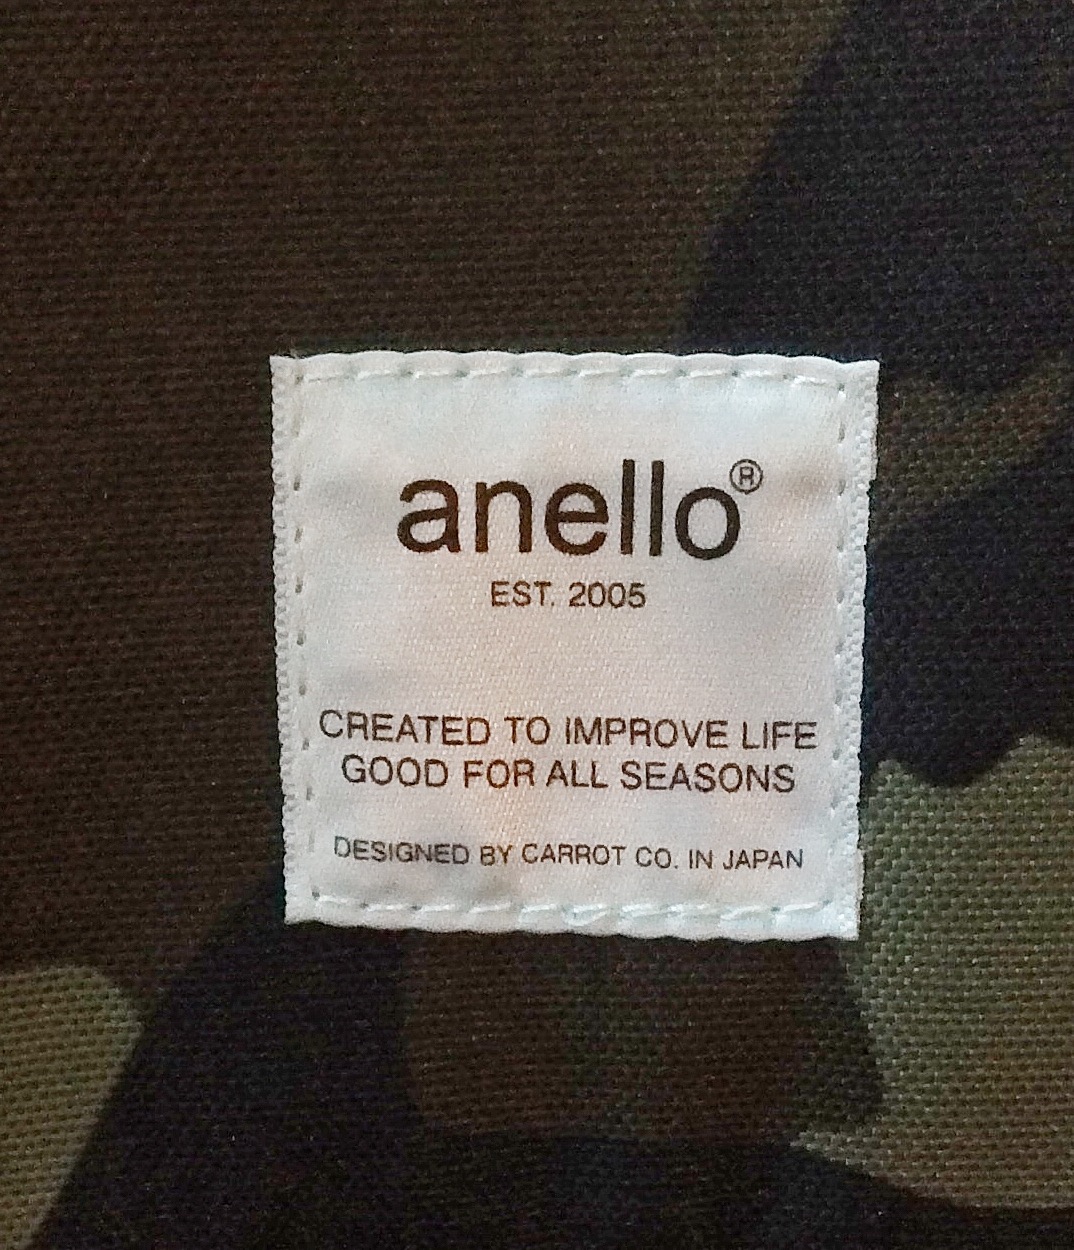 anello®
EST. 2005
CREATED TO IMPROVE LIFE
GOOD FOR ALL SEASONS
DESIGNED BY CARROT CO. IN JAPAN